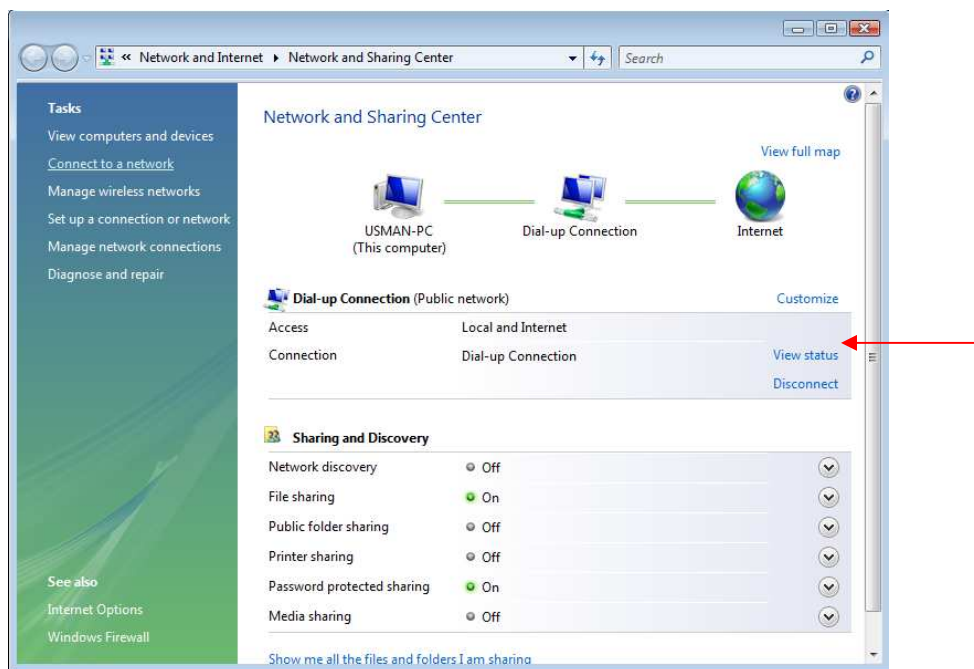 « Network and Internet ▸ Network and Sharing Center
Search
Tasks
View computers and devices
Connect to a network
Manage wireless networks
Set up a connection or network
Manage network connections
Diagnose and repair
See also
Internet Options
Windows Firewall
Network and Sharing Center
View full map
USMAN-PC
(This computer)
Dial-up Connection
Internet
Dial-up Connection (Public network) Customize
Access Local and Internet
Connection Dial-up Connection View status
Disconnect
Sharing and Discovery
Network discovery Off
File sharing On
Public folder sharing Off
Printer sharing Off
Password protected sharing On
Media sharing Off
Show me all the files and folders I am sharing